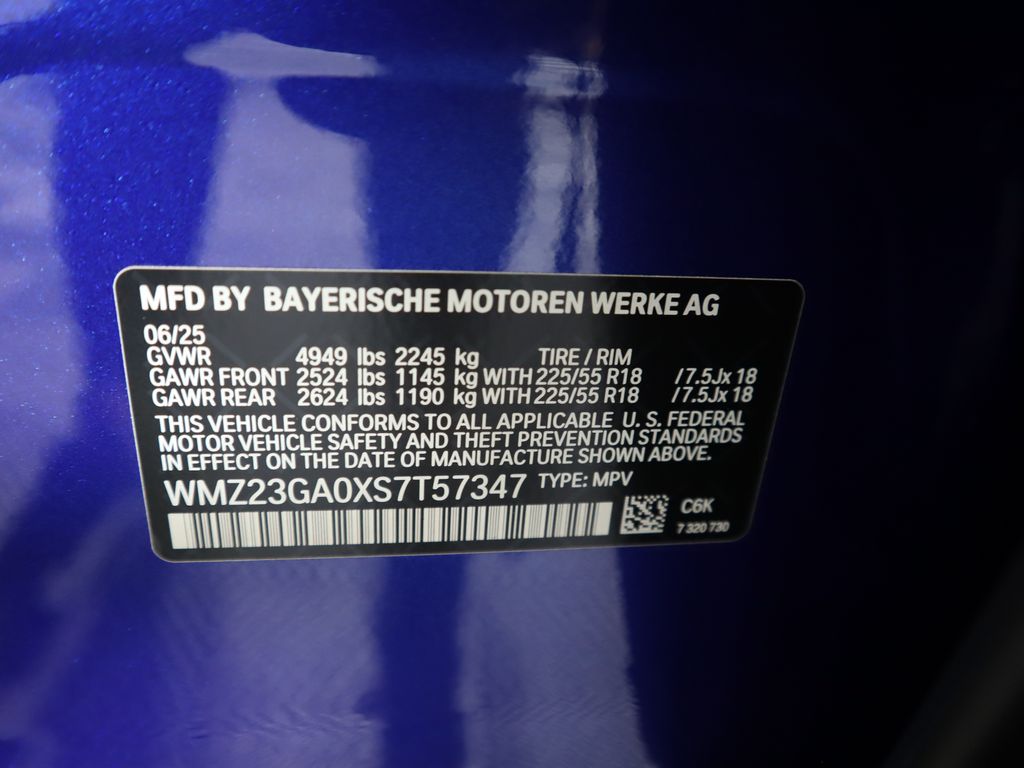 MFD BY BAYERISCHE MOTOREN WERKE AG
06/25
GVWR 4949 lbs 2245 kg TIRE / RIM
GAWR FRONT 2524 lbs 1145 kg WITH 225/55 R18 /7.5Jx 18
GAWR REAR 2624 lbs 1190 kg WITH 225/55 R18 /7.5Jx 18
THIS VEHICLE CONFORMS TO ALL APPLICABLE U. S. FEDERAL
MOTOR VEHICLE SAFETY AND THEFT PREVENTION STANDARDS
IN EFFECT ON THE DATE OF MANUFACTURE SHOWN ABOVE.
WMZ23GA0XS7T57347 TYPE: MPV
C6K
7 320 730